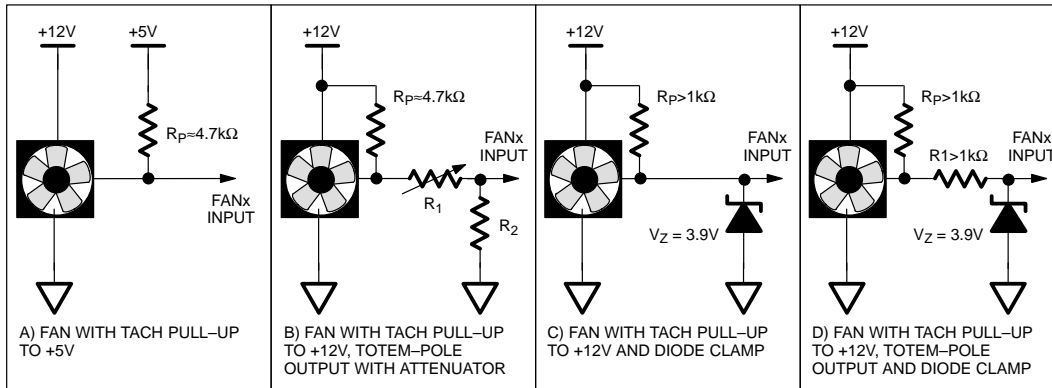 +12V
+5V
Rp≈4.7kΩ
FANx
INPUT
A) FAN WITH TACH PULL–UP
TO +5V
+12V
Rp≈4.7kΩ
FANx
INPUT
R1
R2
B) FAN WITH TACH PULL–UP
TO +12V, TOTEM–POLE
OUTPUT WITH ATTENUATOR
+12V
Rp>1kΩ
FANx
INPUT
VZ = 3.9V
C) FAN WITH TACH PULL–UP
TO +12V AND DIODE CLAMP
+12V
Rp>1kΩ
FANx
INPUT
R1>1kΩ
VZ = 3.9V
D) FAN WITH TACH PULL–UP
TO +12V, TOTEM–POLE
OUTPUT AND DIODE CLAMP